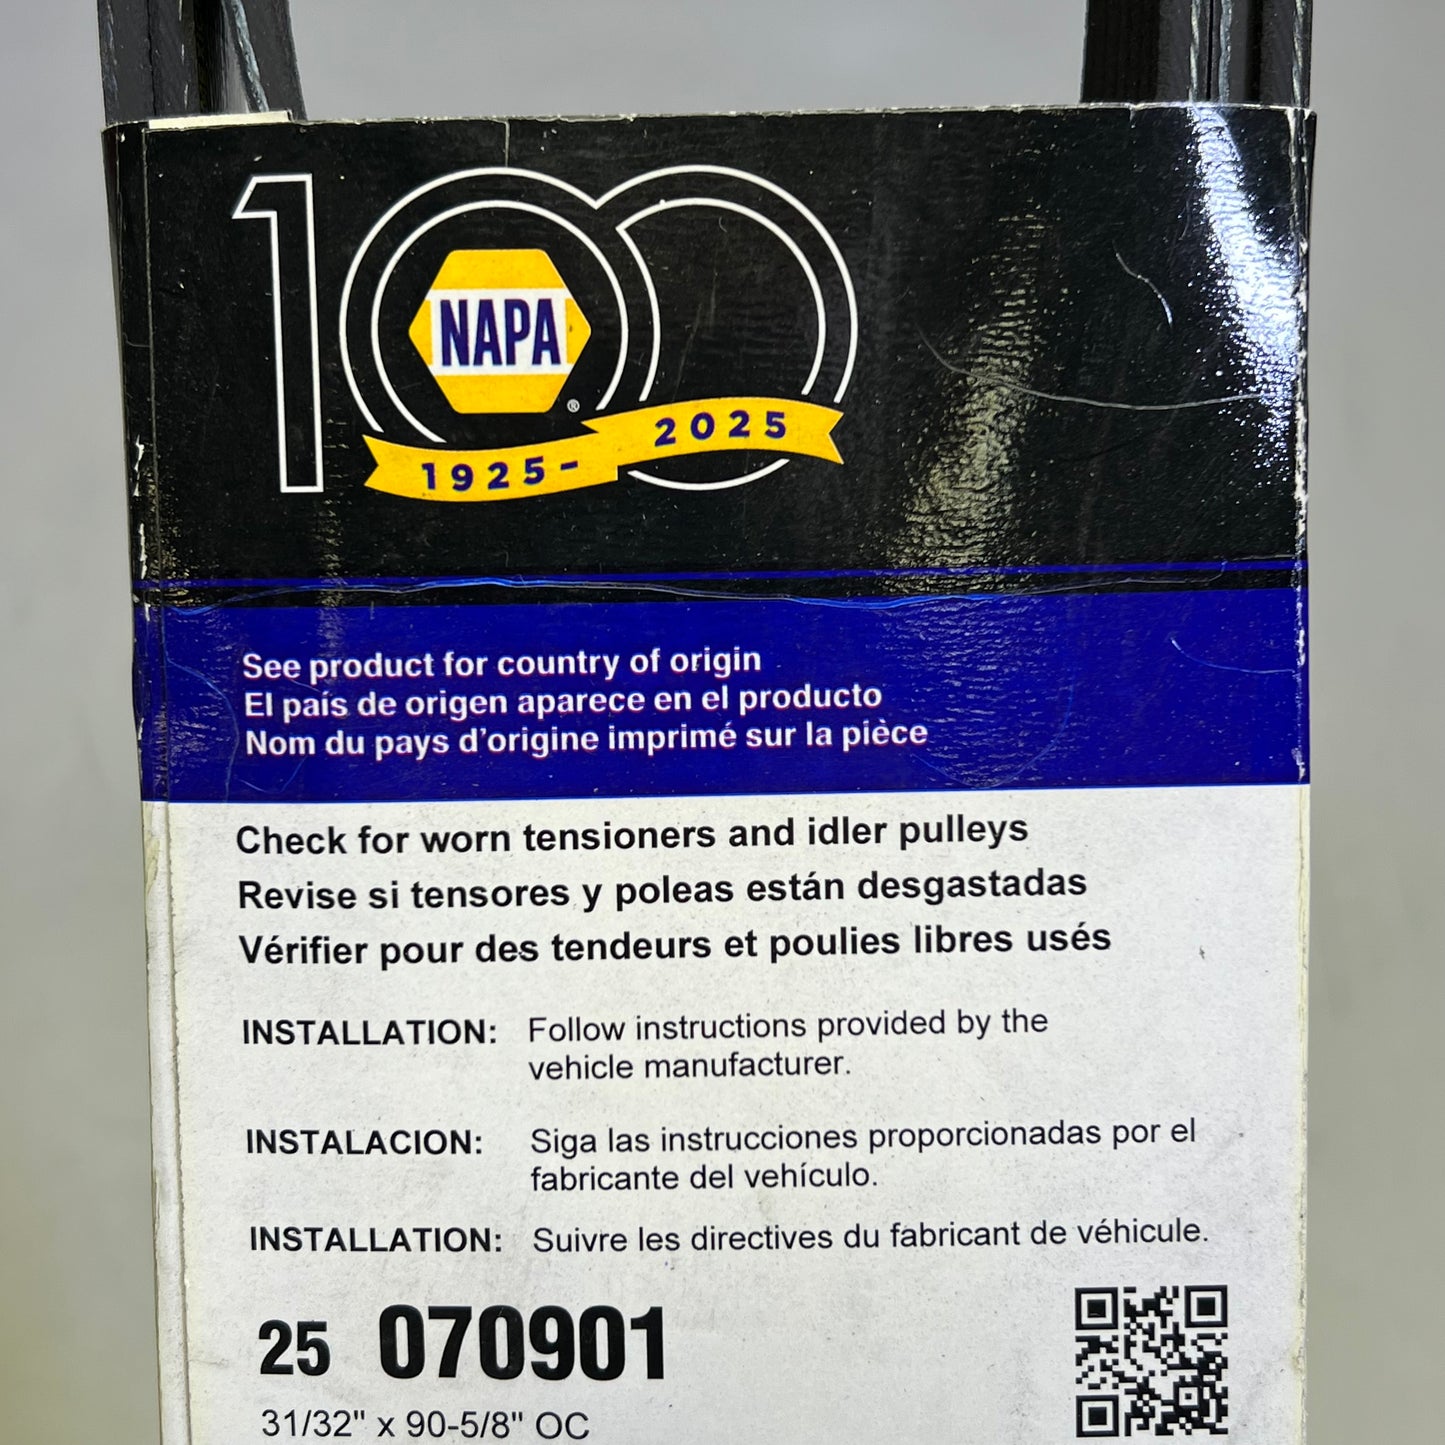 100
NAPA®
1925-2025
See product for country of origin
El país de origen aparece en el producto
Nom du pays d'origine imprimé sur la pièce
Check for worn tensioners and idler pulleys
Revise si tensores y poleas están desgastadas
Vérifier pour des tendeurs et poulies libres usés
INSTALLATION: Follow instructions provided by the
vehicle manufacturer.
INSTALACION: Siga las instrucciones proporcionadas por el
fabricante del vehículo.
INSTALLATION: Suivre les directives du fabricant de véhicule.
25 070901
31/32" x 90-5/8" OC